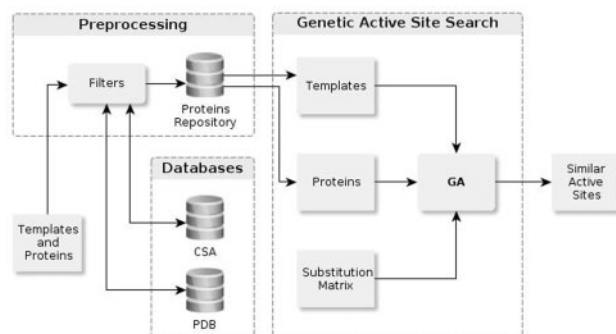 Preprocessing
Genetic Active Site Search
Filters
Proteins
Repository
Templates
Databases
Proteins
GA
Similar
Active
Sites
Templates
and
Proteins
CSA
Substitution
Matrix
PDB